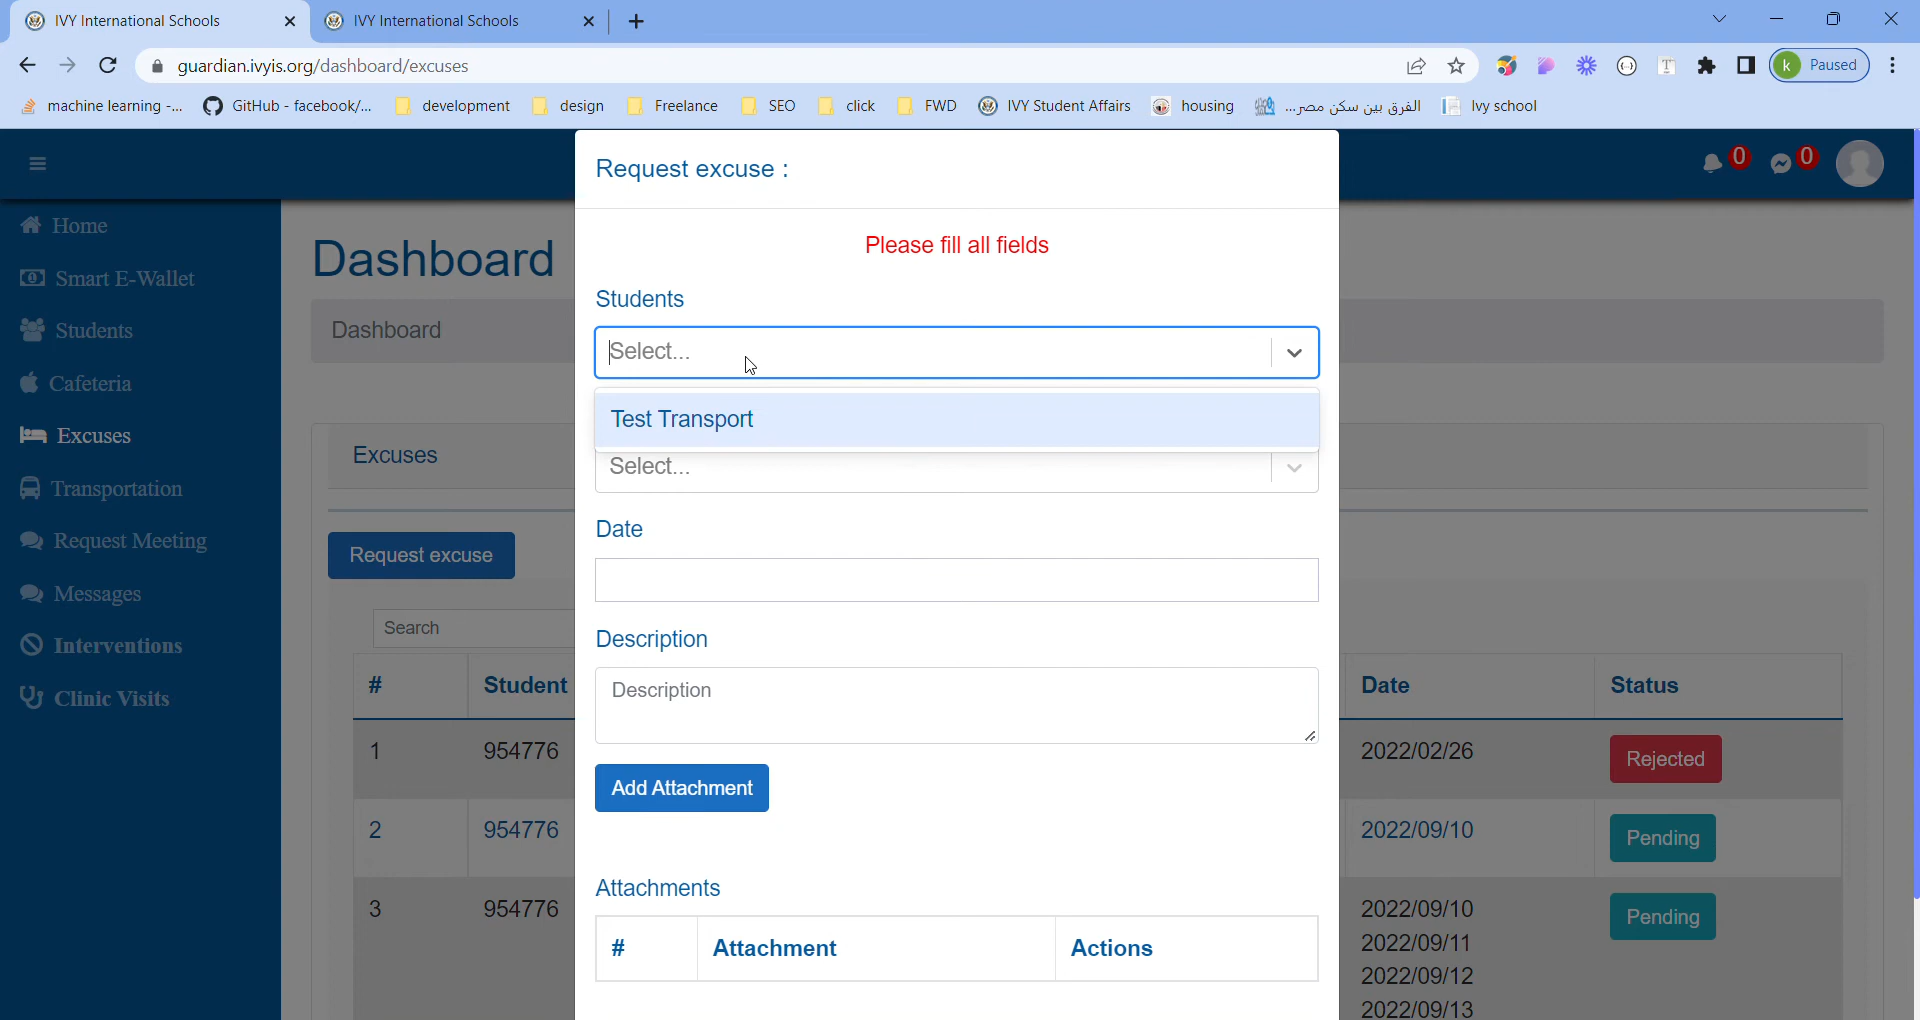 IVY International Schools
IVY International Schools
guardian.ivyis.org/dashboard/excuses
Paused
machine learning -...
GitHub - facebook/...
development
design
Freelance
SEO
click
FWD
IVY Student Affairs
housing
الفرق بين سكن مصر...
Ivy school
0
0
Home
Smart E-Wallet
Students
Cafeteria
Excuses
Transportation
Request Meeting
Messages
Interventions
Clinic Visits
Dashboard
Dashboard
Excuses
Request excuse
Search
# Student Date Status
1 954776 2022/02/26 Rejected
2 954776 2022/09/10 Pending
3 954776 2022/09/10 Pending
2022/09/11
2022/09/12
2022/09/13
Request excuse :
Please fill all fields
Students
Select...
Test Transport
Select...
Date
Description
Description
Add Attachment
Attachments
# Attachment Actions